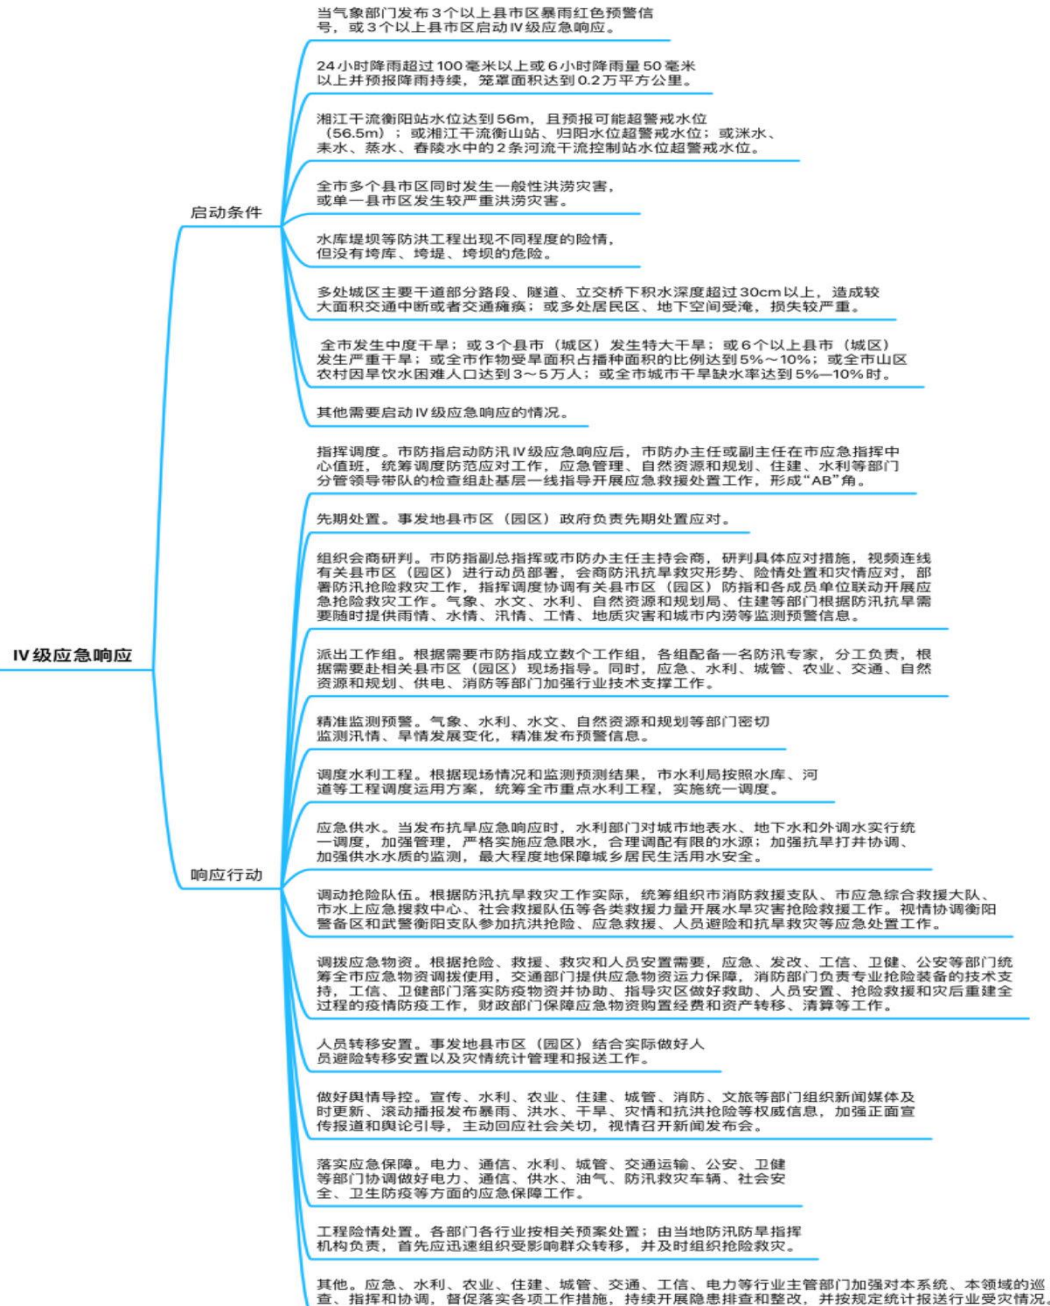 当气象部门发布3个以上县市区暴雨红色预警信
号，或3个以上县市区启动IV级应急响应。
24小时降雨超过100毫米以上或6小时降雨量50毫米
以上并预报降雨持续，笼罩面积达到0.2万平方公里。
湘江干流衡阳站水位达到56m，且预报可能超警戒水位
（56.5m）；或湘江干流衡山站、归阳水位超警戒水位；或洣水、
耒水、蒸水、舂陵水中的2条河流干流控制站水位超警戒水位。
全市多个县市区同时发生一般性洪涝灾害，
或单一县市区发生较严重洪涝灾害。
启动条件
水库堤坝等防洪工程出现不同程度的险情，
但没有垮库、垮堤、垮坝的危险。
多处城区主要干道部分路段、隧道、立交桥下积水深度超过30cm以上，造成较
大面积交通中断或者交通瘫痪；或多处居民区、地下空间受淹，损失较严重。
全市发生中度干旱；或3个县市（城区）发生特大干旱；或6个以上县市（城区）
发生严重干旱；或全市作物受旱面积占播种面积的比例达到5%～10%；或全市山区
农村因旱饮水困难人口达到3～5万人；或全市城市干旱缺水率达到5%—10%时。
其他需要启动IV级应急响应的情况。
指挥调度。市防指启动防汛IV级应急响应后，市防办主任或副主任在市应急指挥中
心值班，统筹调度防范应对工作，应急管理、自然资源和规划、住建、水利等部门
分管领导带队的检查组赴基层一线指导开展应急救援处置工作，形成“AB”角。
先期处置。事发地县市区（园区）政府负责先期处置应对。
组织会商研判。市防指副总指挥或市防办主任主持会商，研判具体应对措施，视频连线
有关县市区（园区）进行动员部署，会商防汛抗旱救灾形势、险情处置和灾情应对，部
署防汛抢险救灾工作，指挥调度协调有关县市区（园区）防指和各成员单位联动开展应
急抢险救灾工作。气象、水文、水利、自然资源和规划局、住建等部门根据防汛抗旱需
要随时提供雨情、水情、汛情、工情、地质灾害和城市内涝等监测预警信息。
IV级应急响应
派出工作组。根据需要市防指成立数个工作组，各组配备一名防汛专家，分工负责，根
据需要赴相关县市区（园区）现场指导。同时，应急、水利、城管、农业、交通、自然
资源和规划、供电、消防等部门加强行业技术支撑工作。
精准监测预警。气象、水利、水文、自然资源和规划等部门密切
监测汛情、旱情发展变化，精准发布预警信息。
调度水利工程。根据现场情况和监测预测结果，市水利局按照水库、河
道等工程调度运用方案，统筹全市重点水利工程，实施统一调度。
应急供水。当发布抗旱应急响应时，水利部门对城市地表水、地下水和外调水实行统
一调度，加强管理，严格实施应急限水，合理调配有限的水源；加强抗旱打井协调、
加强供水水质的监测，最大程度地保障城乡居民生活用水安全。
响应行动
调动抢险队伍。根据防汛抗旱救灾工作实际，统筹组织市消防救援支队、市应急综合救援大队、
市水上应急搜救中心、社会救援队伍等各类救援力量开展水旱灾害抢险救援工作。视情协调衡阳
警备区和武警衡阳支队参加抗洪抢险、应急救援、人员避险和抗旱救灾等应急处置工作。
调拨应急物资。根据抢险、救援、救灾和人员安置需要，应急、发改、工信、卫健、公安等部门统
筹全市应急物资调拨使用，交通部门提供应急物资运力保障，消防部门负责专业抢险装备的技术支
持，工信、卫健部门落实防疫物资并协助、指导灾区做好救助、人员安置、抢险救援和灾后重建全
过程的疫情防疫工作，财政部门保障应急物资购置经费和资产转移、清算等工作。
人员转移安置。事发地县市区（园区）结合实际做好人
员避险转移安置以及灾情统计管理和报送工作。
做好舆情导控。宣传、水利、农业、住建、城管、消防、文旅等部门组织新闻媒体及
时更新、滚动播报发布暴雨、洪水、干旱、灾情和抗洪抢险等权威信息，加强正面宣
传报道和舆论引导，主动回应社会关切，视情召开新闻发布会。
落实应急保障。电力、通信、水利、城管、交通运输、公安、卫健
等部门协调做好电力、通信、供水、油气、防汛救灾车辆、社会安
全、卫生防疫等方面的应急保障工作。
工程险情处置。各部门各行业按相关预案处置；由当地防汛防旱指挥
机构负责，首先应迅速组织受影响群众转移，并及时组织抢险救灾。
其他。应急、水利、农业、住建、城管、交通、工信、电力等行业主管部门加强对本系统、本领域的巡
查、指挥和协调，督促落实各项工作措施，持续开展隐患排查和整改，并按规定统计报送行业受灾情况。